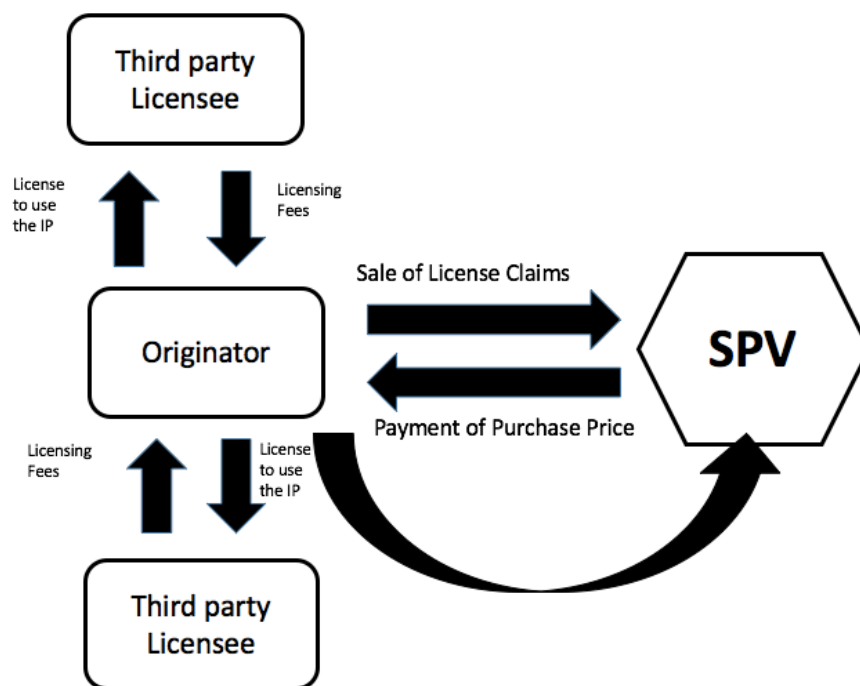 Third party
Licensee
License
to use
the IP
Licensing
Fees
Sale of License Claims
Originator
SPV
Payment of Purchase Price
Licensing
Fees
License
to use
the IP
Third party
Licensee